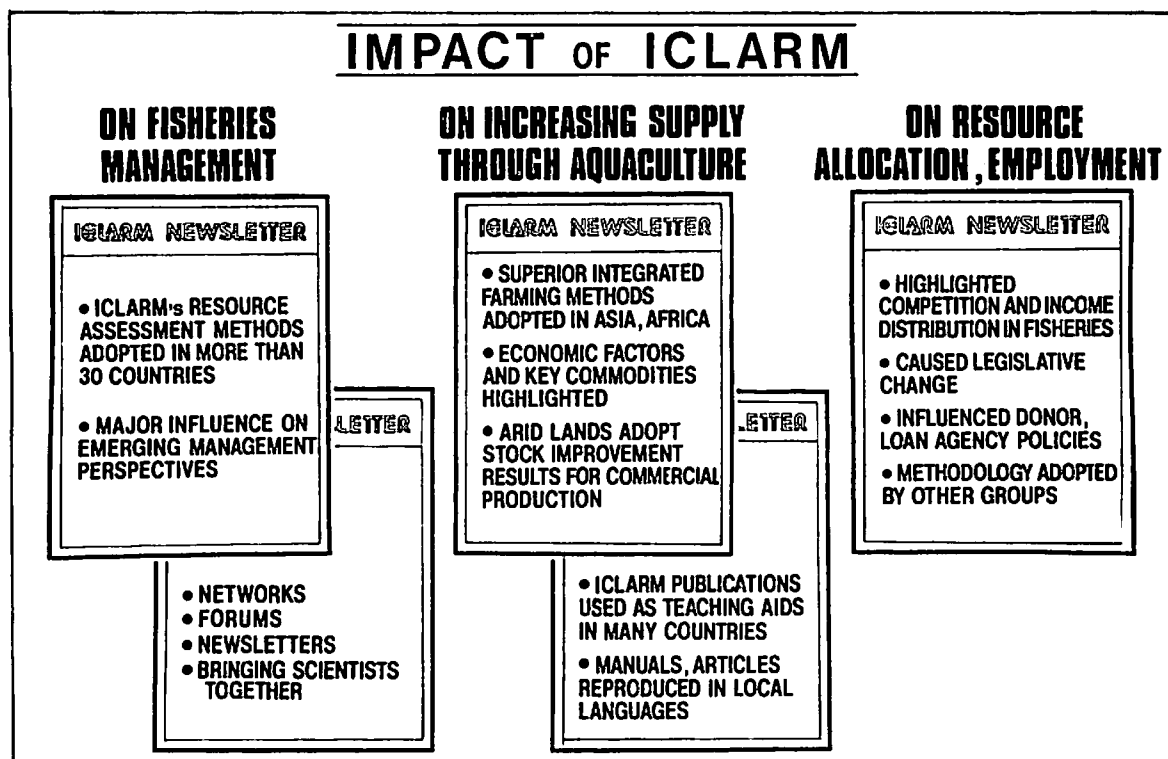 IMPACT OF ICLARM
ON FISHERIES
MANAGEMENT
ICLARM NEWSLETTER
• ICLARM's RESOURCE
ASSESSMENT METHODS
ADOPTED IN MORE THAN
30 COUNTRIES
• MAJOR INFLUENCE ON
EMERGING MANAGEMENT
PERSPECTIVES
LETTER
• NETWORKS
• FORUMS
• NEWSLETTERS
• BRINGING SCIENTISTS
TOGETHER
ON INCREASING SUPPLY
THROUGH AQUACULTURE
ICLARM NEWSLETTER
• SUPERIOR INTEGRATED
FARMING METHODS
ADOPTED IN ASIA, AFRICA
• ECONOMIC FACTORS
AND KEY COMMODITIES
HIGHLIGHTED
• ARID LANDS ADOPT
STOCK IMPROVEMENT
RESULTS FOR COMMERCIAL
PRODUCTION
LETTER
• ICLARM PUBLICATIONS
USED AS TEACHING AIDS
IN MANY COUNTRIES
• MANUALS, ARTICLES
REPRODUCED IN LOCAL
LANGUAGES
ON RESOURCE
ALLOCATION, EMPLOYMENT
ICLARM NEWSLETTER
• HIGHLIGHTED
COMPETITION AND INCOME
DISTRIBUTION IN FISHERIES
• CAUSED LEGISLATIVE
CHANGE
• INFLUENCED DONOR,
LOAN AGENCY POLICIES
• METHODOLOGY ADOPTED
BY OTHER GROUPS